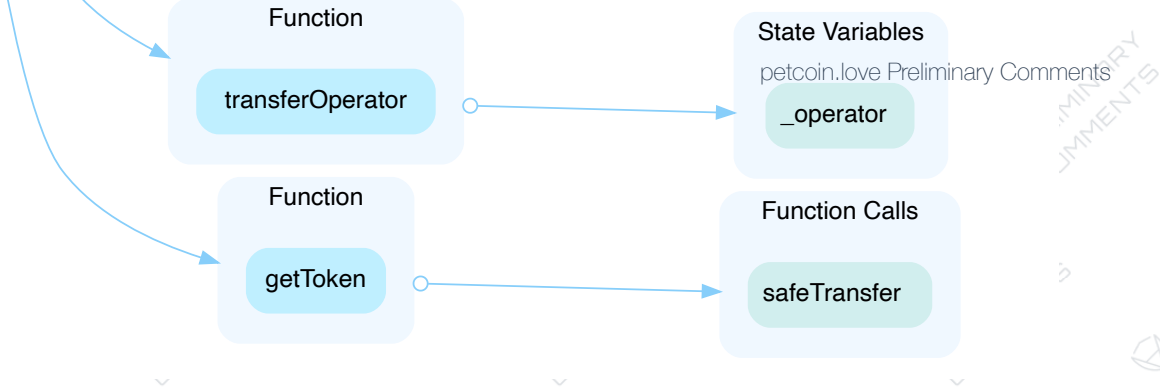 Function
transferOperator
State Variables
petcoin.love Preliminary Comments
_operator
Function
getToken
Function Calls
safeTransfer